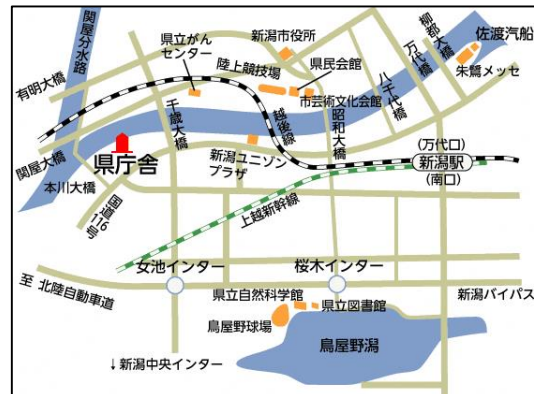 関屋分水路
有明大橋
県立がん
センター
新潟市役所
陸上競技場
県民会館
市芸術文化会館
八千代橋
万代橋
柳都大橋
佐渡汽船
朱鷺メッセ
関屋大橋
本川大橋
県庁舎
千歳大橋
新潟ユニゾン
プラザ
越後線
昭和大橋
(万代口)
新潟駅
(南口)
国道116号
上越新幹線
女池インター
桜木インター
至 北陸自動車道
新潟バイパス
県立自然科学館
県立図書館
鳥屋野球場
鳥屋野潟
↓新潟中央インター